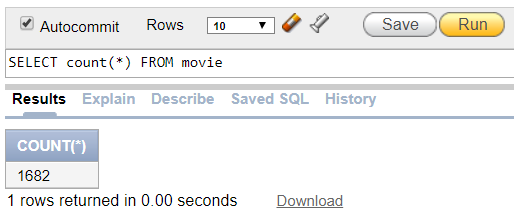 Autocommit Rows 10 Save Run
SELECT count(*) FROM movie
Results Explain Describe Saved SQL History
COUNT(*)
1682
1 rows returned in 0.00 seconds Download